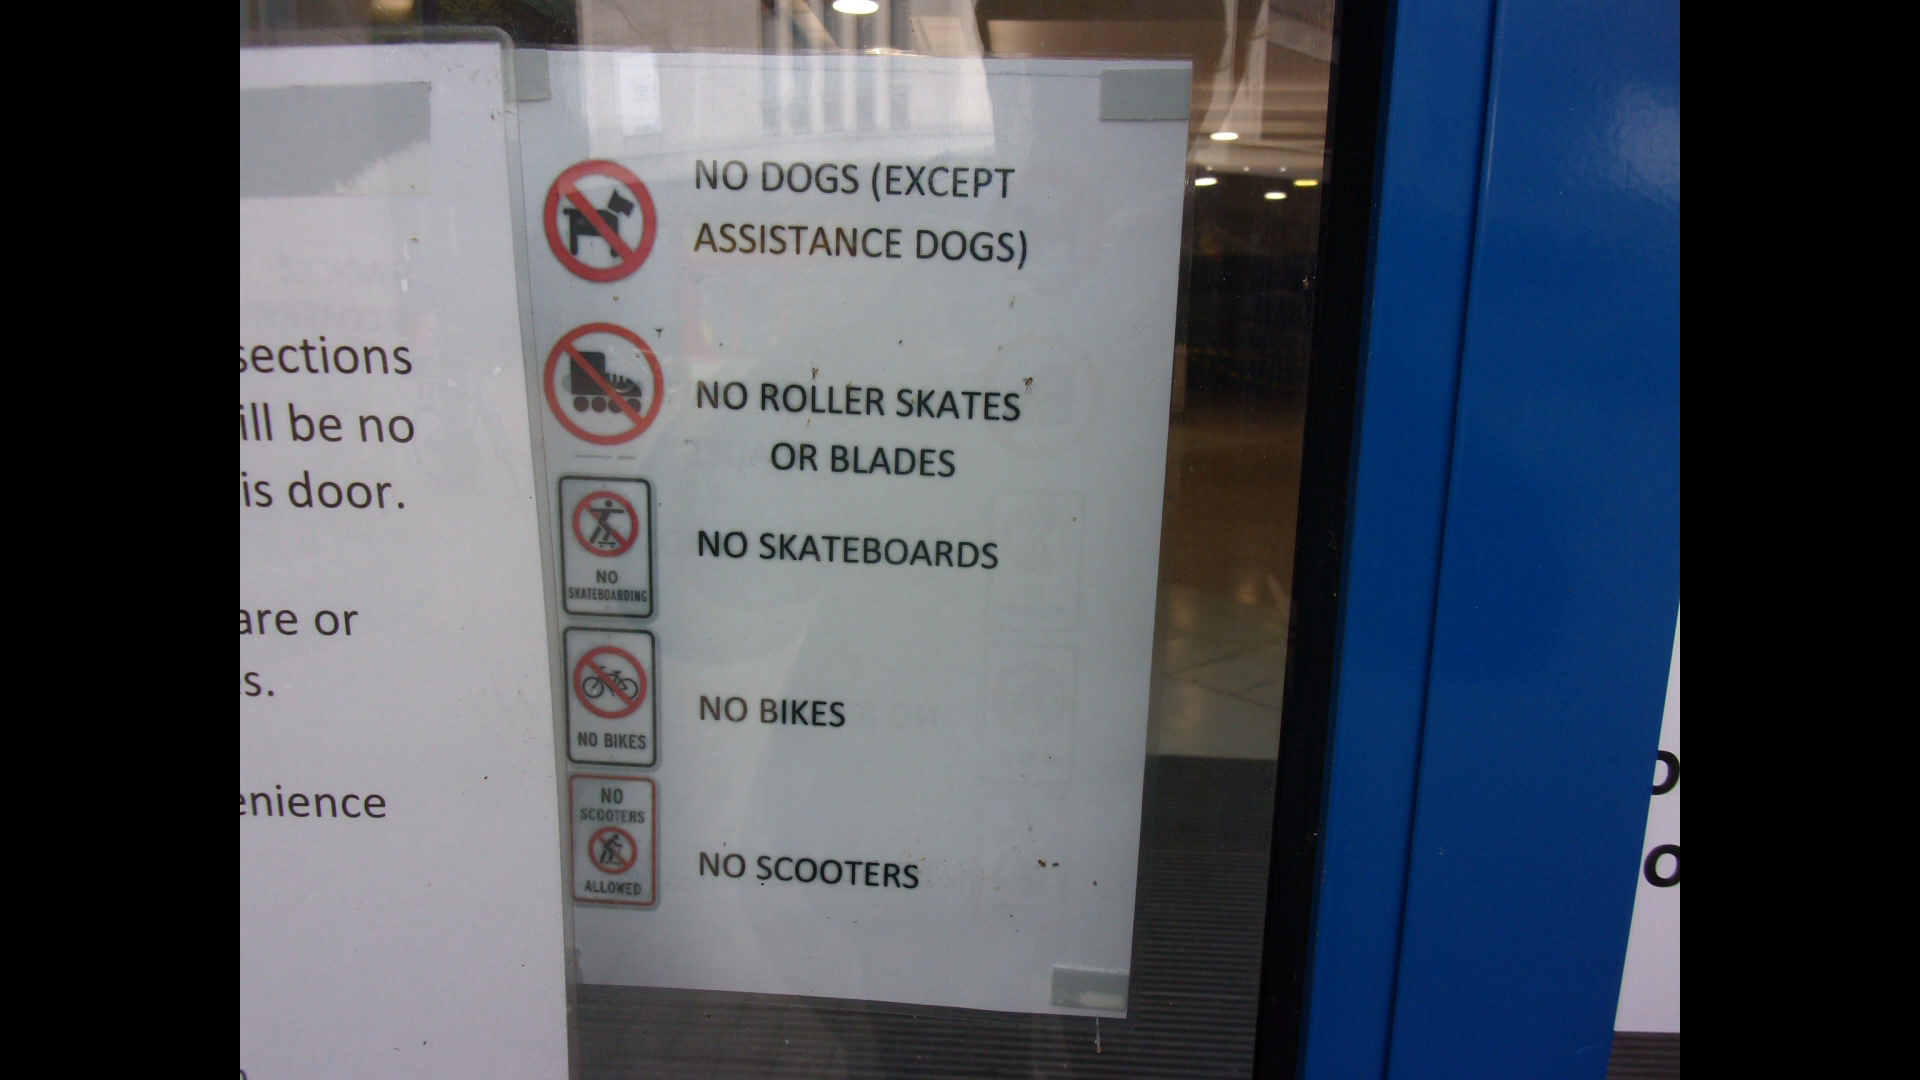 sections
ill be no
is door.
are or
s.
enience
NO DOGS (EXCEPT
ASSISTANCE DOGS)
NO ROLLER SKATES
OR BLADES
NO SKATEBOARDS
NO
SKATEBOARDING
NO BIKES
NO BIKES
NO SCOOTERS
NO
SCOOTERS
ALLOWED